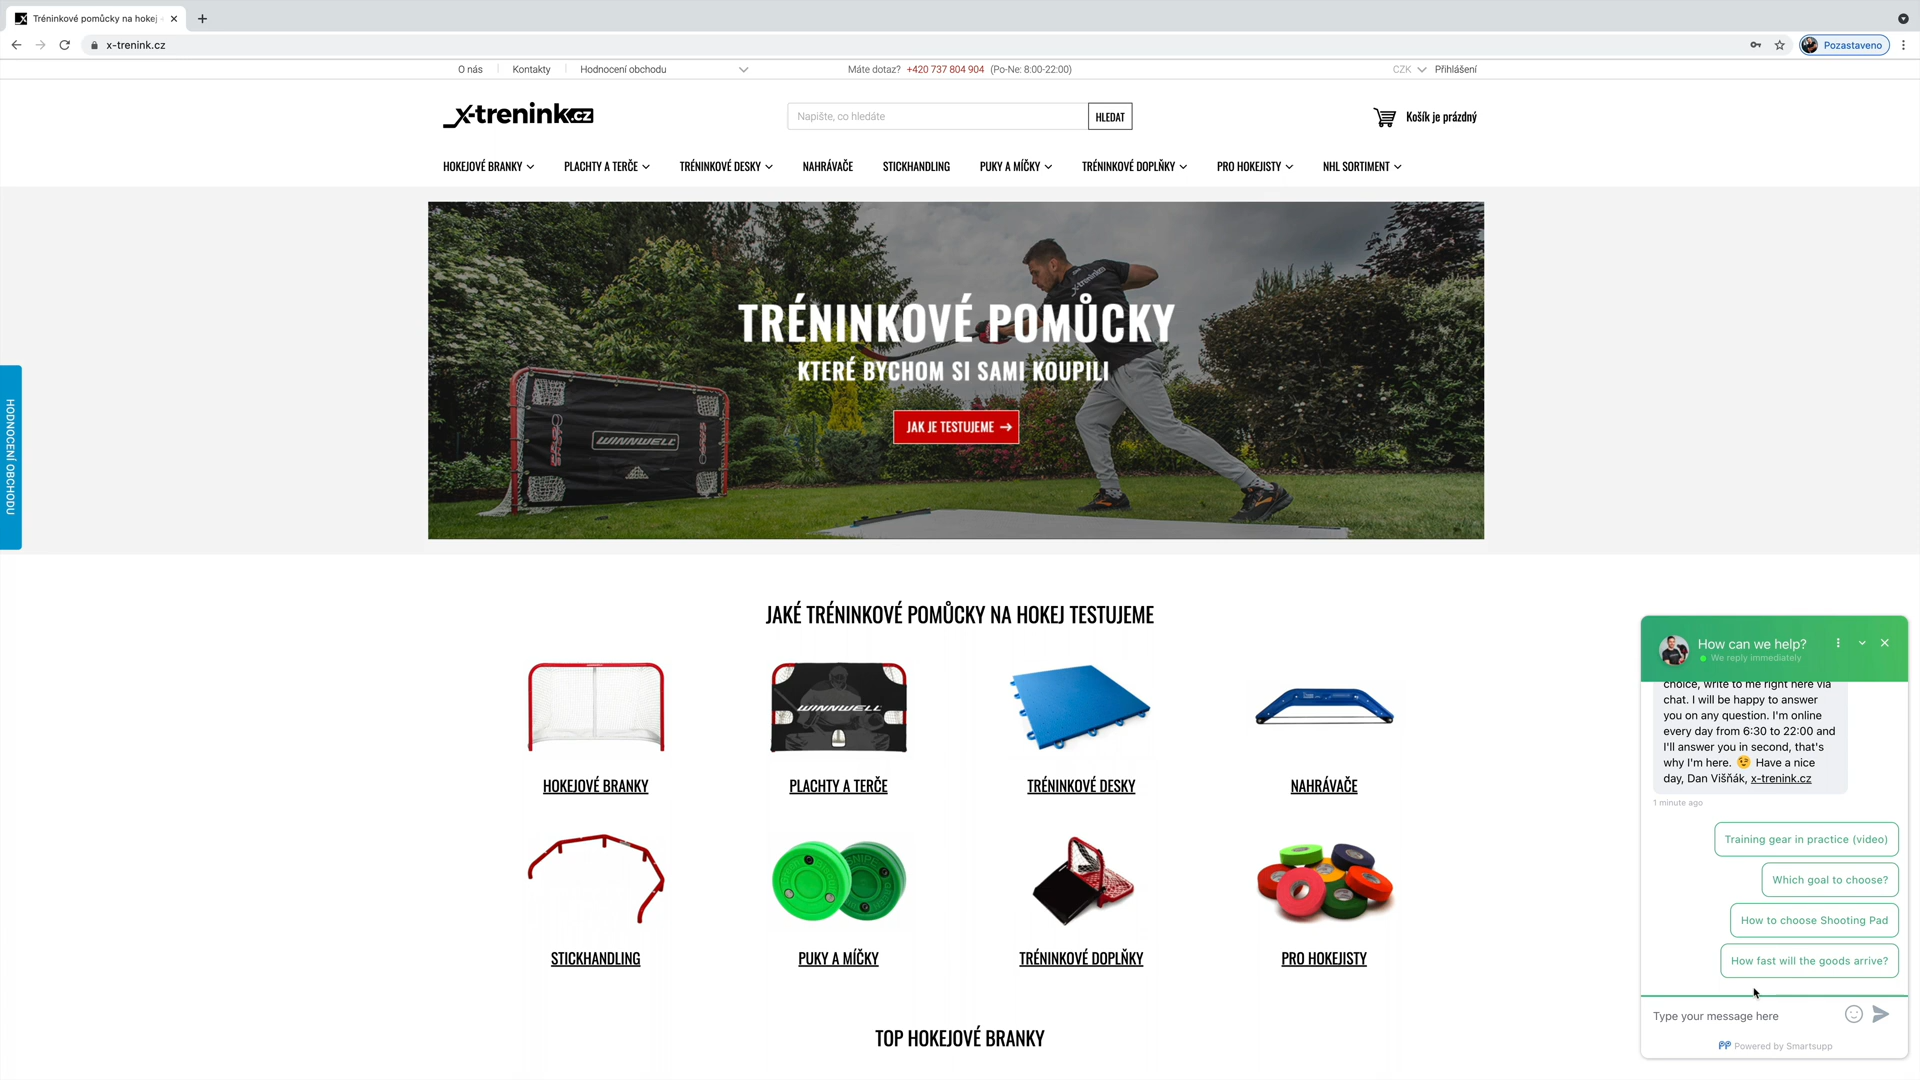 Tréninkové pomůcky na hokej
x-trenink.cz
Pozastaveno
O nás
Kontakty
Hodnocení obchodu
Máte dotaz? +420 737 804 904 (Po-Ne: 8:00-22:00)
CZK
Přihlášení
x-trenink.cz
Napište, co hledáte
HLEDAT
Košík je prázdný
HOKEJOVÉ BRANKY
PLACHTY A TERČE
TRÉNINKOVÉ DESKY
NAHRÁVAČE
STICKHANDLING
PUKY A MÍČKY
TRÉNINKOVÉ DOPLŇKY
PRO HOKEJISTY
NHL SORTIMENT
x-trenink
TRÉNINKOVÉ POMŮCKY
KTERÉ BYCHOM SI SAMI KOUPILI
JAK JE TESTUJEME →
WINNWELL
HODNOCENÍ OBCHODU
JAKÉ TRÉNINKOVÉ POMŮCKY NA HOKEJ TESTUJEME
WINNWELL
HOKEJOVÉ BRANKY
PLACHTY A TERČE
TRÉNINKOVÉ DESKY
NAHRÁVAČE
STICKHANDLING
PUKY A MÍČKY
TRÉNINKOVÉ DOPLŇKY
PRO HOKEJISTY
TOP HOKEJOVÉ BRANKY
How can we help?
We reply immediately
choice, write to me right here via
chat. I will be happy to answer
you on any question. I'm online
every day from 6:30 to 22:00 and
I'll answer you in second, that's
why I'm here. 😉 Have a nice
day, Dan Višňák, x-trenink.cz
1 minute ago
Training gear in practice (video)
Which goal to choose?
How to choose Shooting Pad
How fast will the goods arrive?
Type your message here
Powered by Smartsupp